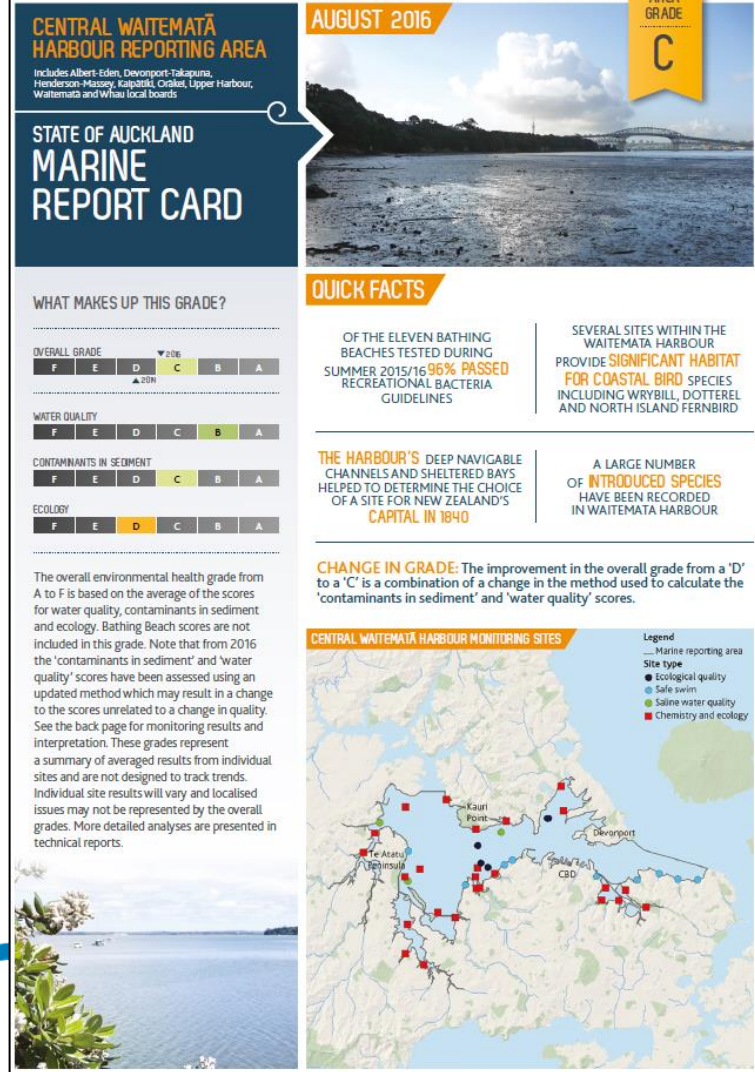 CENTRAL WAITEMATĀ
HARBOUR REPORTING AREA
Includes Albert-Eden, Devonport-Takapuna,
Henderson-Massey, Kaipātiki, Ōrākei, Upper Harbour,
Waitematā and Whau local boards
STATE OF AUCKLAND
MARINE
REPORT CARD
AUGUST 2016
GRADE
C
WHAT MAKES UP THIS GRADE?
OVERALL GRADE
▼2016
F E D C B A
▲2014
WATER QUALITY
F E D C B A
CONTAMINANTS IN SEDIMENT
F E D C B A
ECOLOGY
F E D C B A
The overall environmental health grade from
A to F is based on the average of the scores
for water quality, contaminants in sediment
and ecology. Bathing Beach scores are not
included in this grade. Note that from 2016
the 'contaminants in sediment' and 'water
quality' scores have been assessed using an
updated method which may result in a change
to the scores unrelated to a change in quality.
See the back page for monitoring results and
interpretation. These grades represent
a summary of averaged results from individual
sites and are not designed to track trends.
Individual site results will vary and localised
issues may not be represented by the overall
grades. More detailed analyses are presented in
technical reports.
QUICK FACTS
OF THE ELEVEN BATHING
BEACHES TESTED DURING
SUMMER 2015/16 96% PASSED
RECREATIONAL BACTERIA
GUIDELINES
SEVERAL SITES WITHIN THE
WAITEMATA HARBOUR
PROVIDE SIGNIFICANT HABITAT
FOR COASTAL BIRD SPECIES
INCLUDING WRYBILL, DOTTEREL
AND NORTH ISLAND FERNBIRD
THE HARBOUR'S DEEP NAVIGABLE
CHANNELS AND SHELTERED BAYS
HELPED TO DETERMINE THE CHOICE
OF A SITE FOR NEW ZEALAND'S
CAPITAL IN 1840
A LARGE NUMBER
OF INTRODUCED SPECIES
HAVE BEEN RECORDED
IN WAITEMATA HARBOUR
CHANGE IN GRADE: The improvement in the overall grade from a 'D'
to a 'C' is a combination of a change in the method used to calculate the
'contaminants in sediment' and 'water quality' scores.
CENTRAL WAITEMATĀ HARBOUR MONITORING SITES
Legend
Marine reporting area
Site type
Ecological quality
Safe swim
Saline water quality
Chemistry and ecology
Kauri
Point
Devonport
Te Atatu
Peninsula
CBD